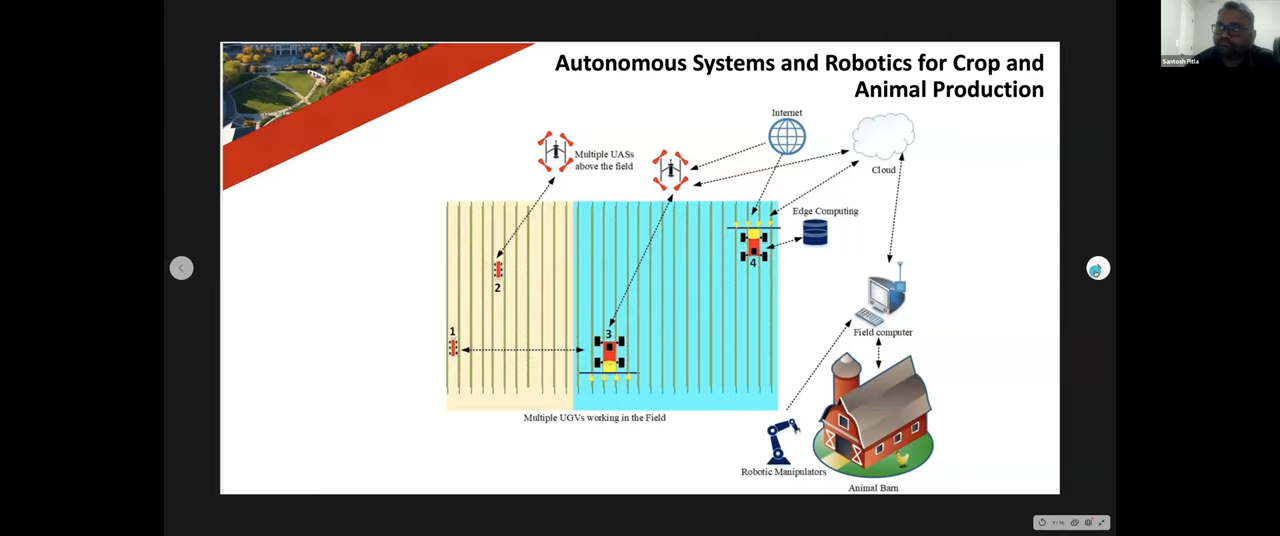 Santosh Pitla
Autonomous Systems and Robotics for Crop and
Animal Production
Internet
Multiple UASs
above the field
Cloud
Edge Computing
4
2
Field computer
1
3
Multiple UGVs working in the Field
Robotic Manipulators
Animal Barn